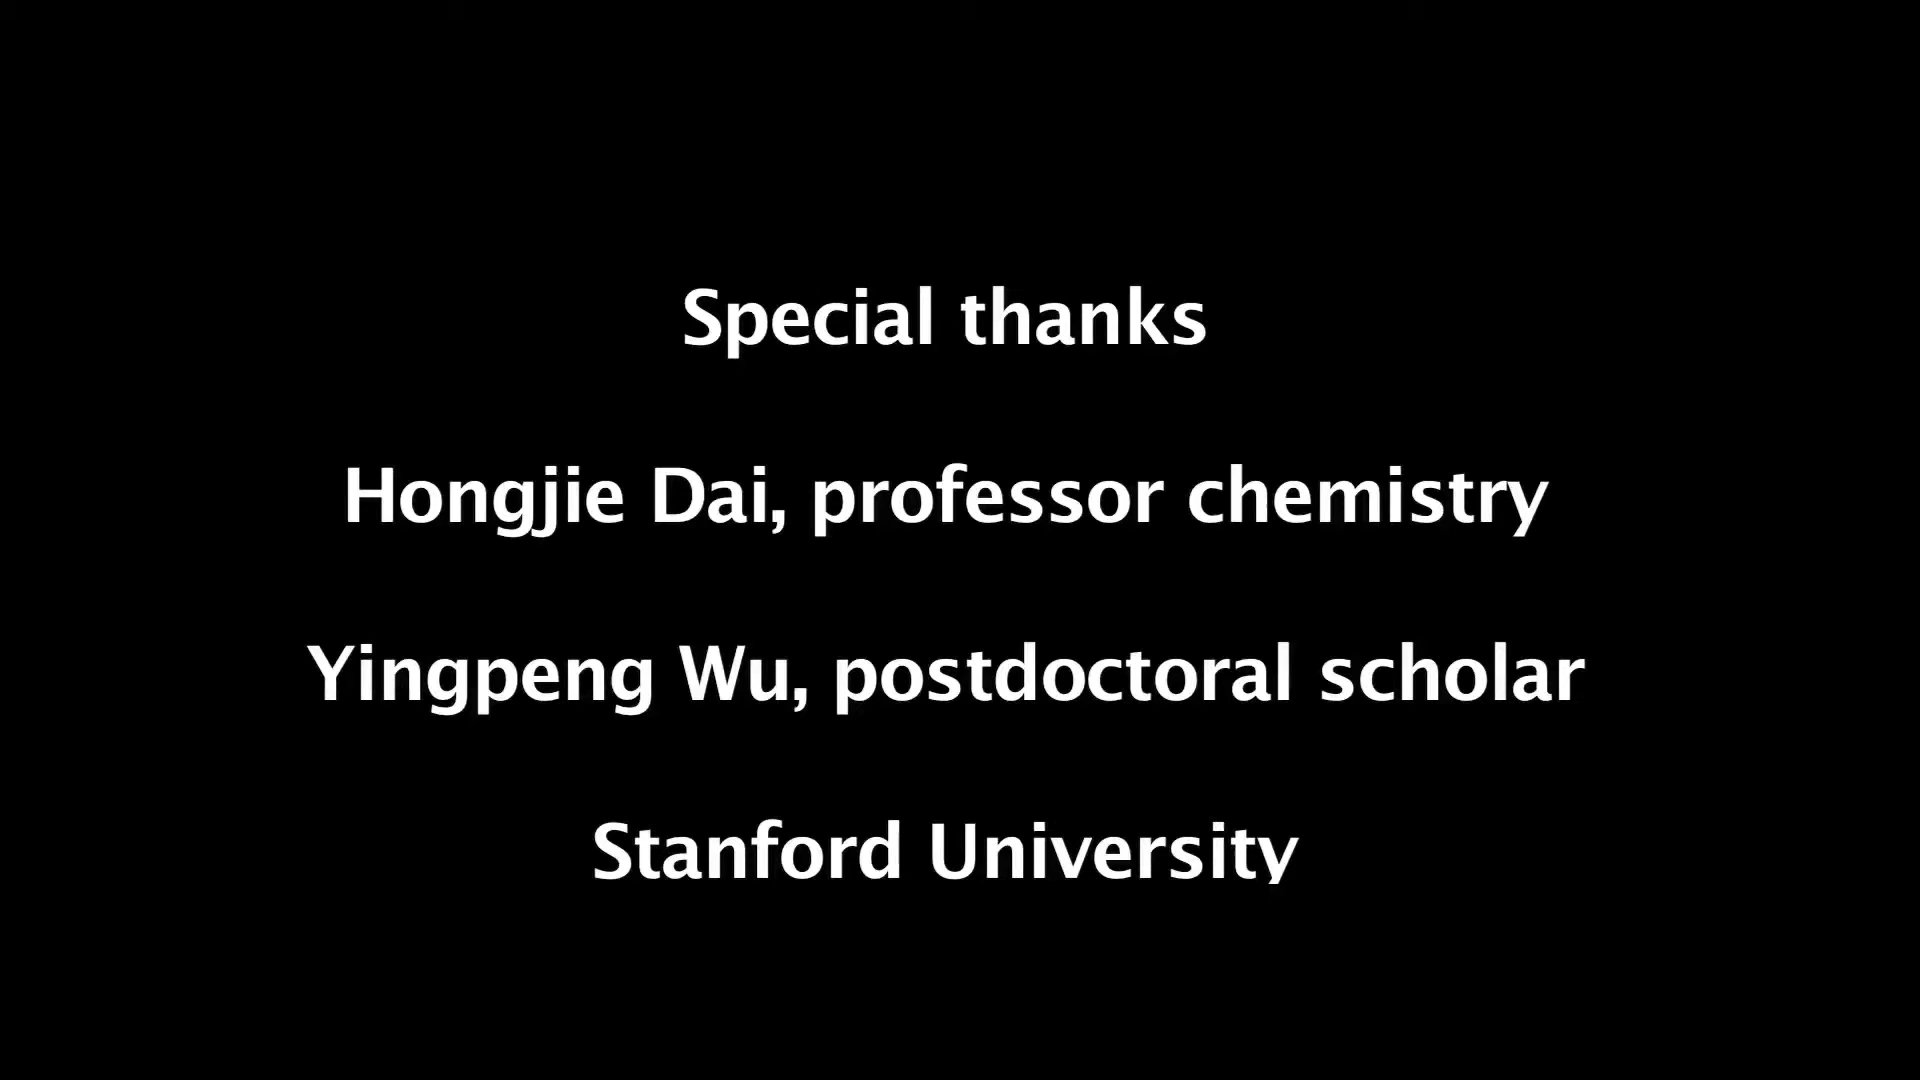 Special thanks
Hongjie Dai, professor chemistry
Yingpeng Wu, postdoctoral scholar
Stanford University